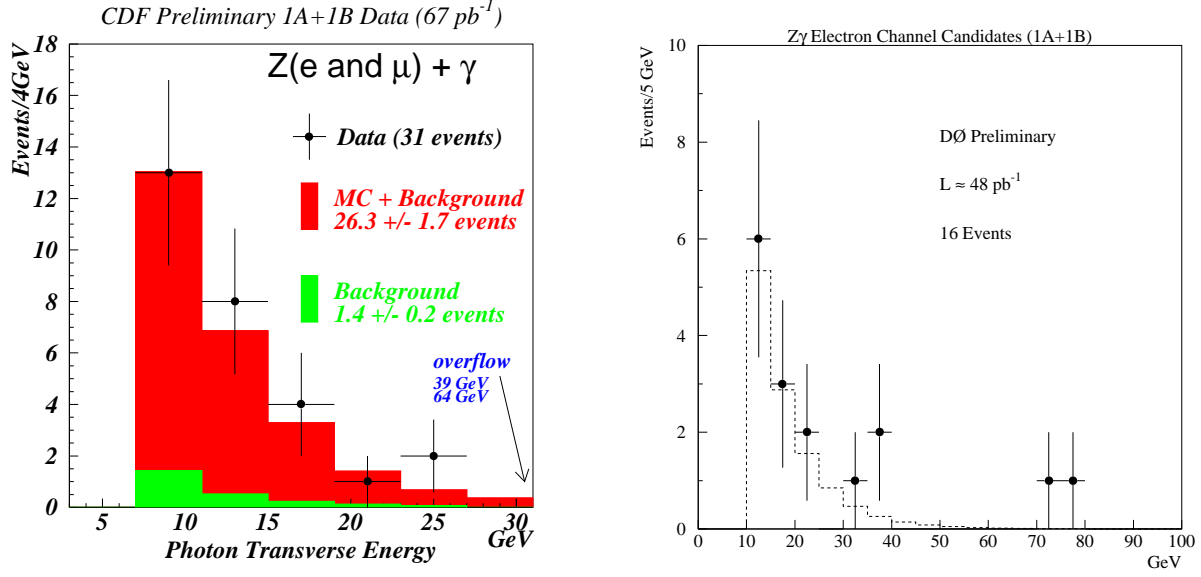 CDF Preliminary 1A+1B Data (67 pb⁻¹)
Events/4GeV
18
16
14
12
10
8
6
4
2
0
Z(e and μ) + γ
Data (31 events)
MC + Background
26.3 +/- 1.7 events
Background
1.4 +/- 0.2 events
overflow
39 GeV
64 GeV
5
10
15
20
25
30
GeV
Photon Transverse Energy
Zγ Electron Channel Candidates (1A+1B)
Events/5 GeV
10
8
6
4
2
0
DØ Preliminary
L ≈ 48 pb⁻¹
16 Events
0
10
20
30
40
50
60
70
80
90
100
GeV